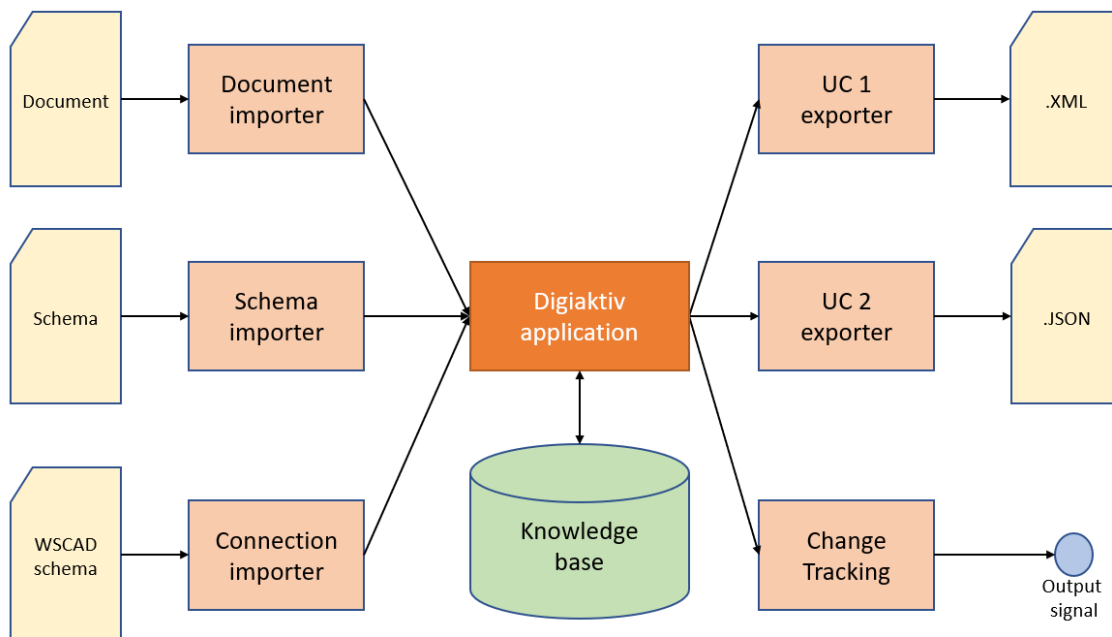 Document
Document
importer
UC 1
exporter
.XML
Schema
Schema
importer
Digiaktiv
application
UC 2
exporter
.JSON
WSCAD
schema
Connection
importer
Knowledge
base
Change
Tracking
Output
signal